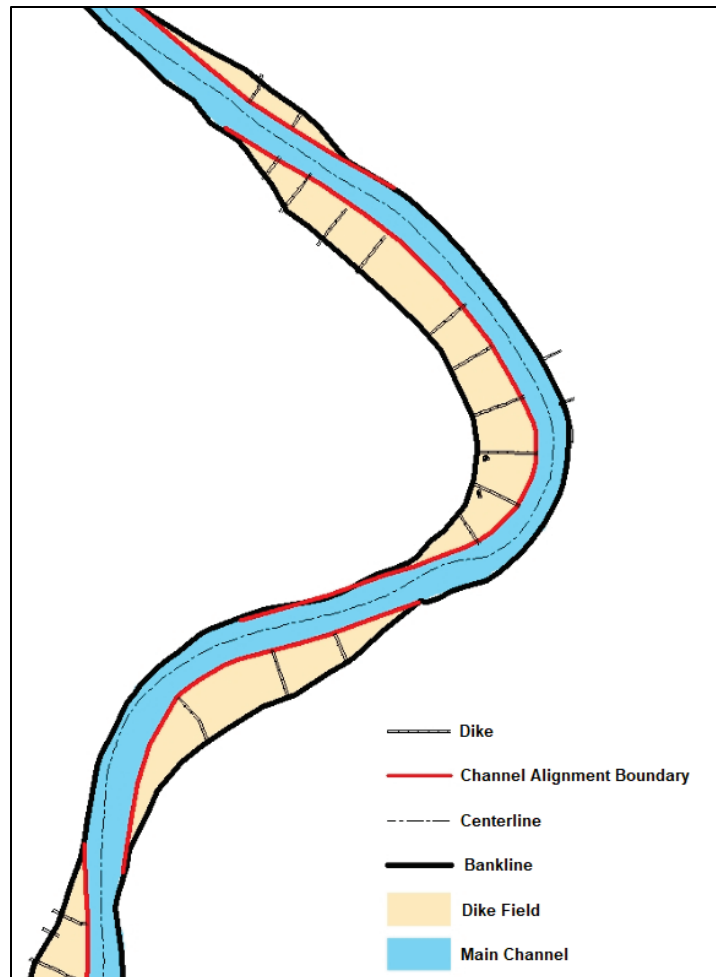 Dike
Channel Alignment Boundary
Centerline
Bankline
Dike Field
Main Channel